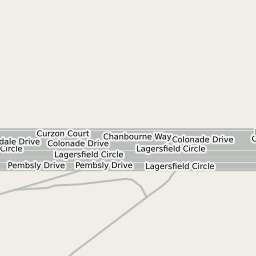 Curzon Court
Chanbourne Way
Colonade Drive
dale Drive
Colonade Drive
Circle
Lagersfield Circle
Lagersfield Circle
Pembsly Drive
Pembsly Drive
Lagersfield Circle